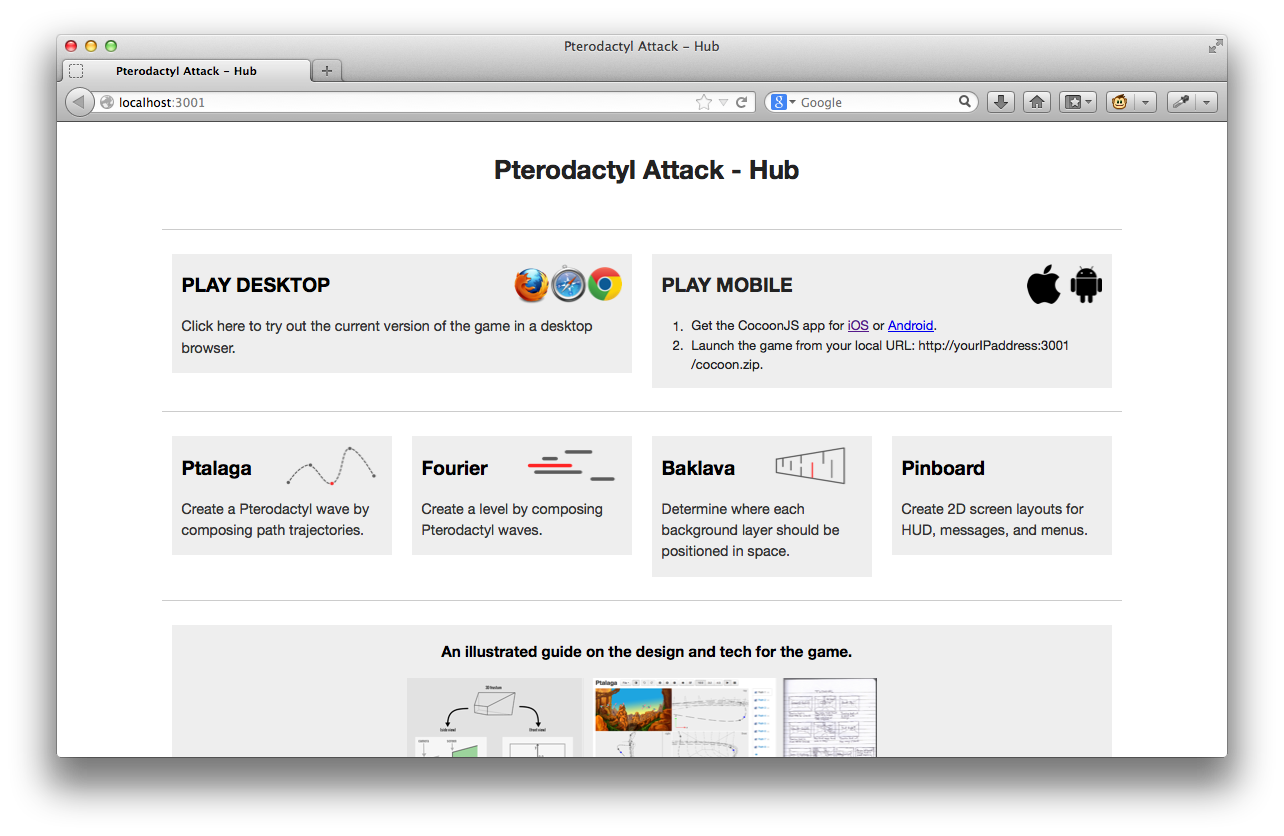 Pterodactyl Attack – Hub
Pterodactyl Attack – Hub
localhost:3001
Google
Pterodactyl Attack - Hub
PLAY DESKTOP
Click here to try out the current version of the game in a desktop
browser.
PLAY MOBILE
1. Get the CocoonJS app for iOS or Android.
2. Launch the game from your local URL: http://yourIPaddress:3001
/cocoon.zip.
Ptalaga
Create a Pterodactyl wave by
composing path trajectories.
Fourier
Create a level by composing
Pterodactyl waves.
Baklava
Determine where each
background layer should be
positioned in space.
Pinboard
Create 2D screen layouts for
HUD, messages, and menus.
An illustrated guide on the design and tech for the game.
Ptalaga